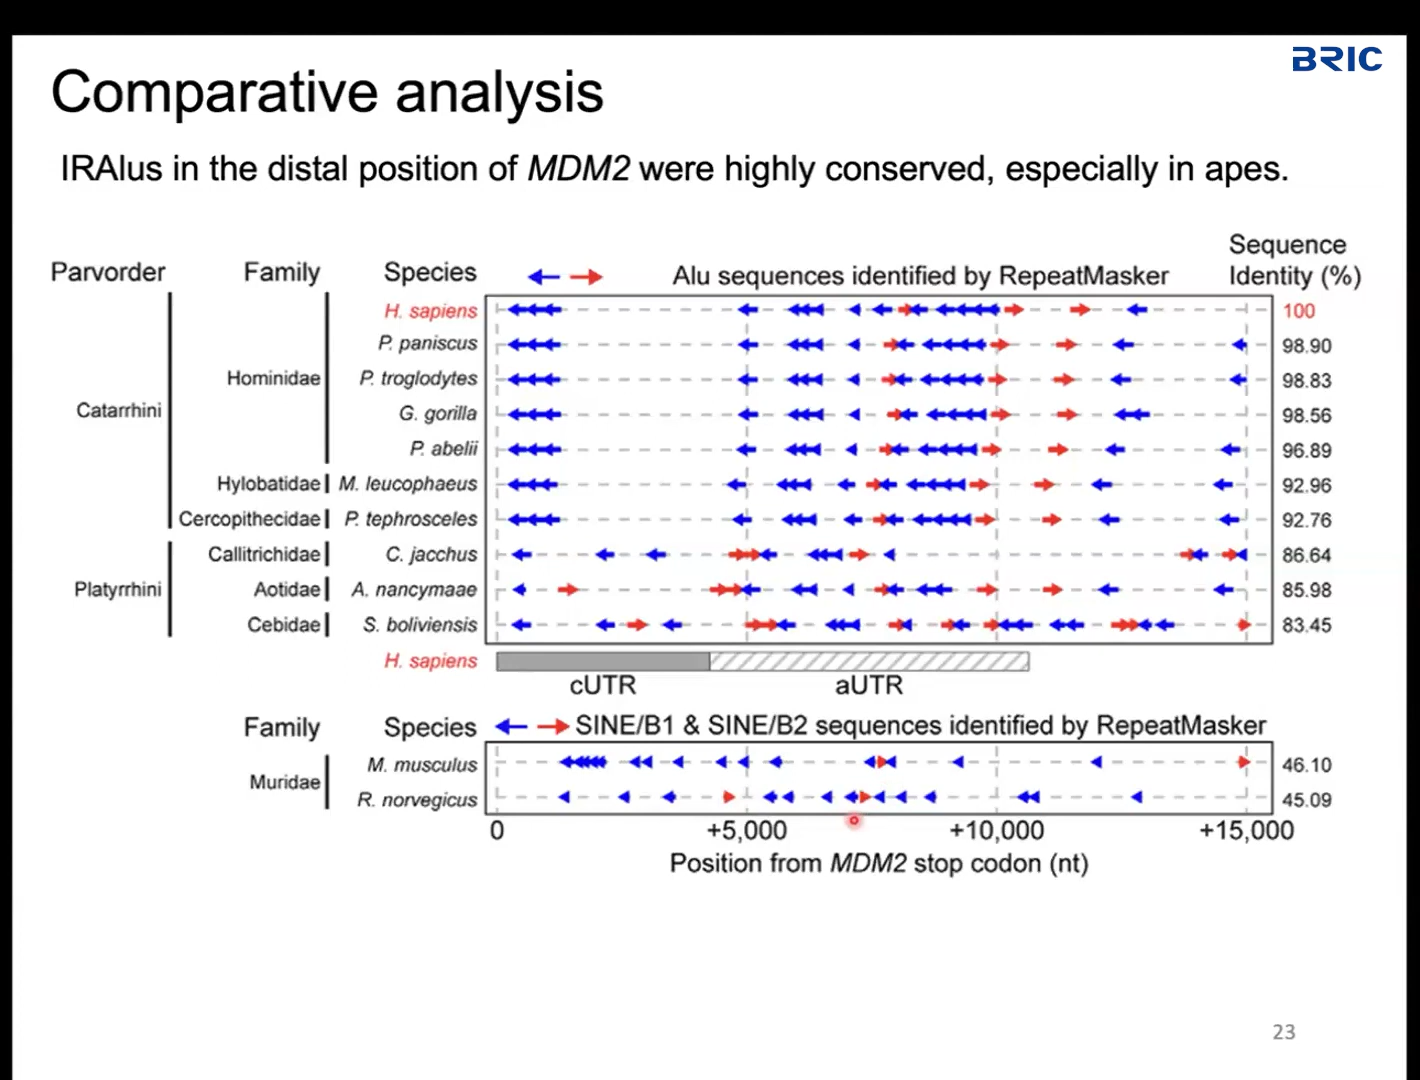 BRIC
Comparative analysis
IRAlus in the distal position of MDM2 were highly conserved, especially in apes.
Parvorder Family Species Alu sequences identified by RepeatMasker Sequence Identity (%)
H. sapiens 100
P. paniscus 98.90
Hominidae P. troglodytes 98.83
Catarrhini G. gorilla 98.56
P. abelii 96.89
Hylobatidae M. leucophaeus 92.96
Cercopithecidae P. tephrosceles 92.76
Callitrichidae C. jacchus 86.64
Platyrrhini Aotidae A. nancymaae 85.98
Cebidae S. boliviensis 83.45
H. sapiens
cUTR aUTR
Family Species SINE/B1 & SINE/B2 sequences identified by RepeatMasker
M. musculus 46.10
Muridae
R. norvegicus 45.09
0 +5,000 +10,000 +15,000
Position from MDM2 stop codon (nt)
23